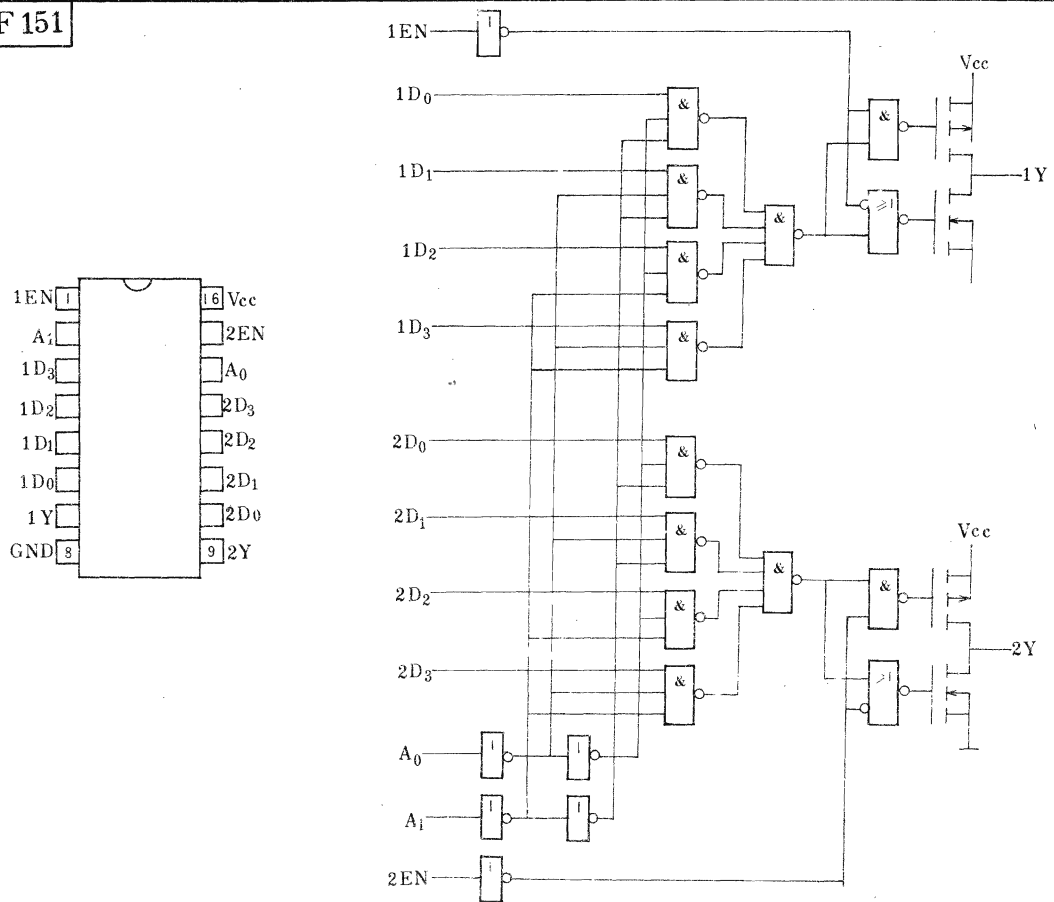 F 151
1EN
1
Vcc
1D₀
&
&
1D₁
&
1Y
&
≥1
1D₂
&
1D₃
&
1EN 1
16 Vcc
A₁
2EN
1D₃
A₀
1D₂
2D₃
1D₁
2D₂
1D₀
2D₁
1Y
2D₀
GND 8
9 2Y
2D₀
&
2D₁
&
Vcc
&
&
2D₂
&
2Y
2D₃
&
≥1
A₀
1
1
A₁
1
1
2EN
1